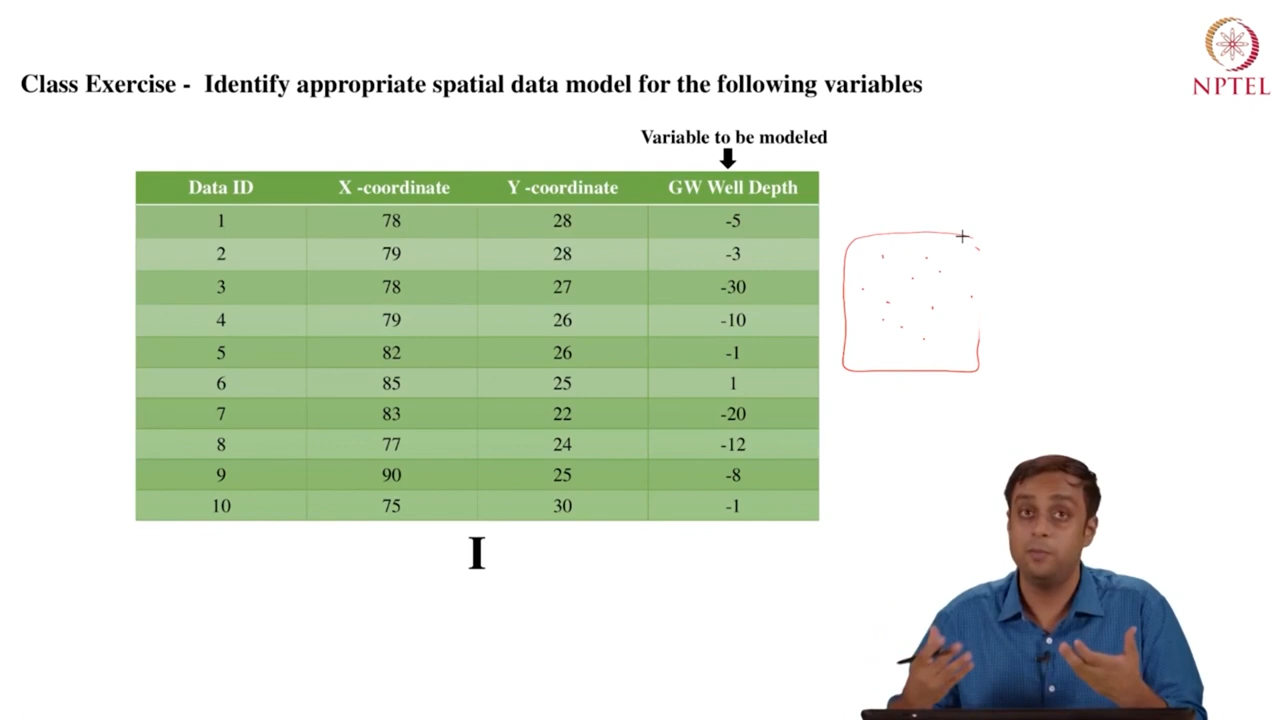 NPTEL
Class Exercise - Identify appropriate spatial data model for the following variables
Variable to be modeled
Data ID X -coordinate Y -coordinate GW Well Depth
1 78 28 -5
2 79 28 -3
3 78 27 -30
4 79 26 -10
5 82 26 -1
6 85 25 1
7 83 22 -20
8 77 24 -12
9 90 25 -8
10 75 30 -1
I